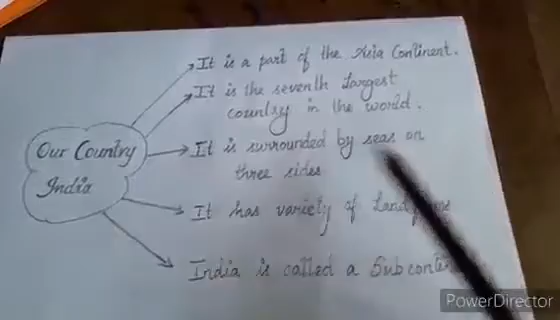 It is a part of the Asia Continent.
It is the seventh largest
country in the world.
Our Country
India
It is surrounded by seas on
three sides
It has variety of
India is called a
PowerDirector